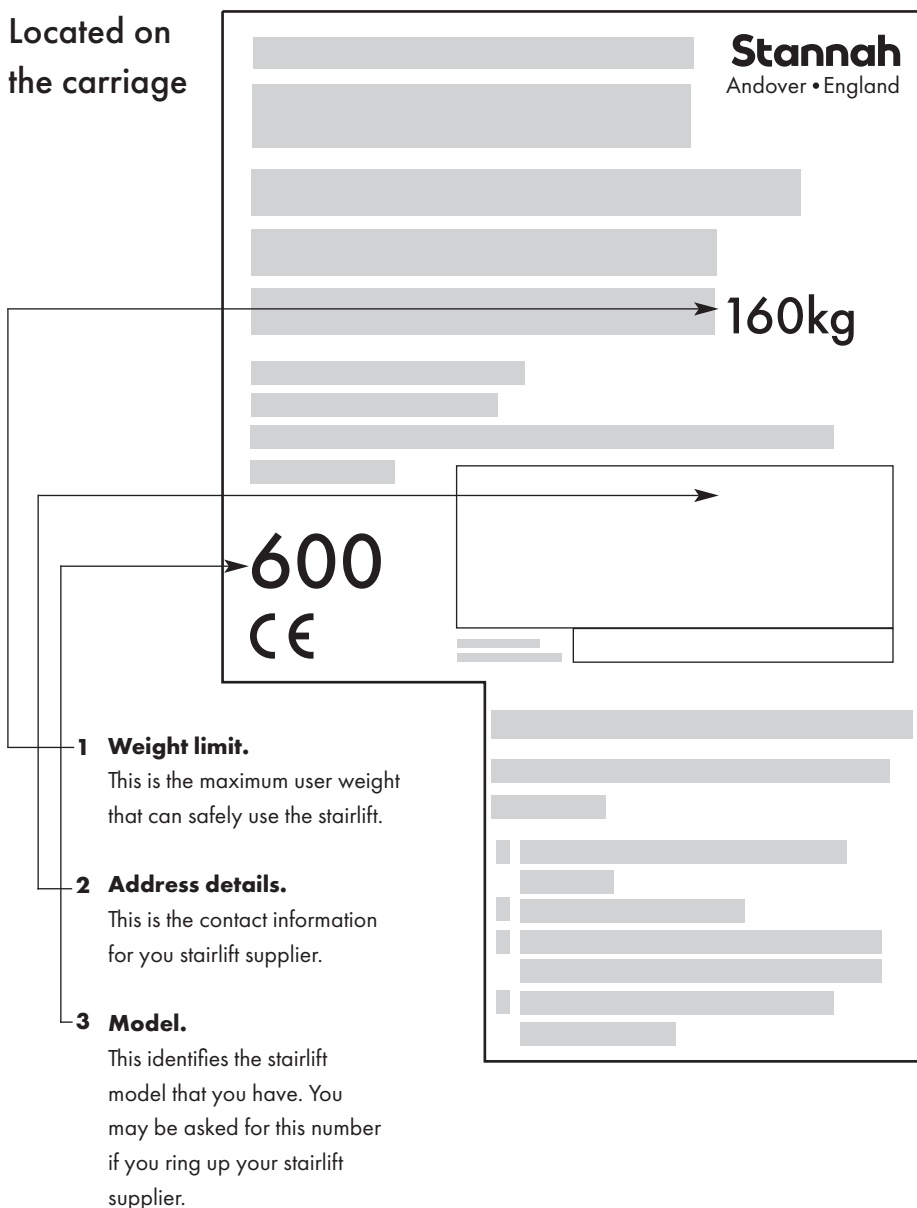 Located on
the carriage
Stannah
Andover • England
160kg
600
CE
1 Weight limit.
This is the maximum user weight
that can safely use the stairlift.
2 Address details.
This is the contact information
for you stairlift supplier.
3 Model.
This identifies the stairlift
model that you have. You
may be asked for this number
if you ring up your stairlift
supplier.